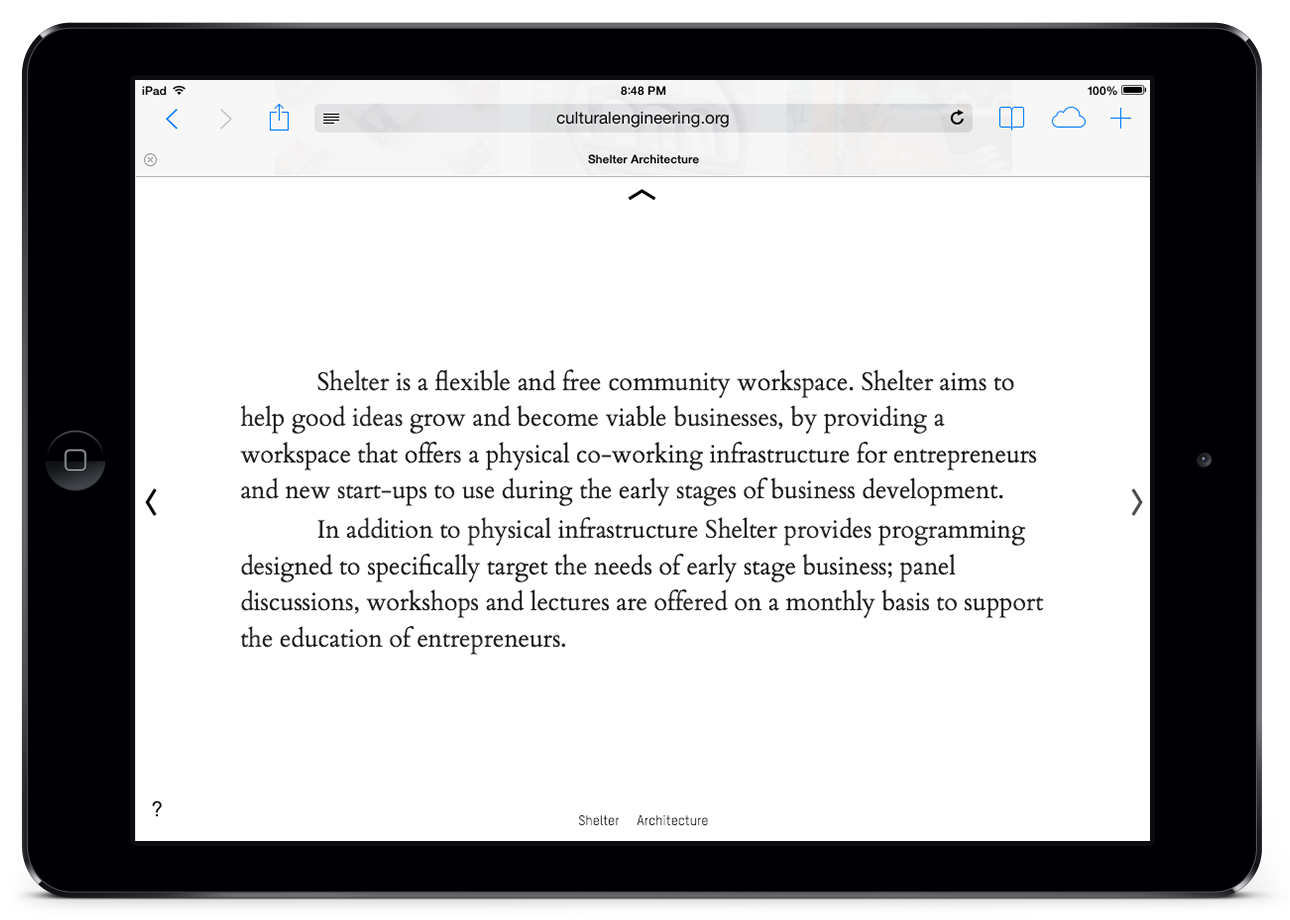 iPad 8:48 PM 100%
culturalengineering.org
Shelter Architecture
Shelter is a flexible and free community workspace. Shelter aims to
help good ideas grow and become viable businesses, by providing a
workspace that offers a physical co-working infrastructure for entrepreneurs
and new start-ups to use during the early stages of business development.
In addition to physical infrastructure Shelter provides programming
designed to specifically target the needs of early stage business; panel
discussions, workshops and lectures are offered on a monthly basis to support
the education of entrepreneurs.
?
Shelter Architecture